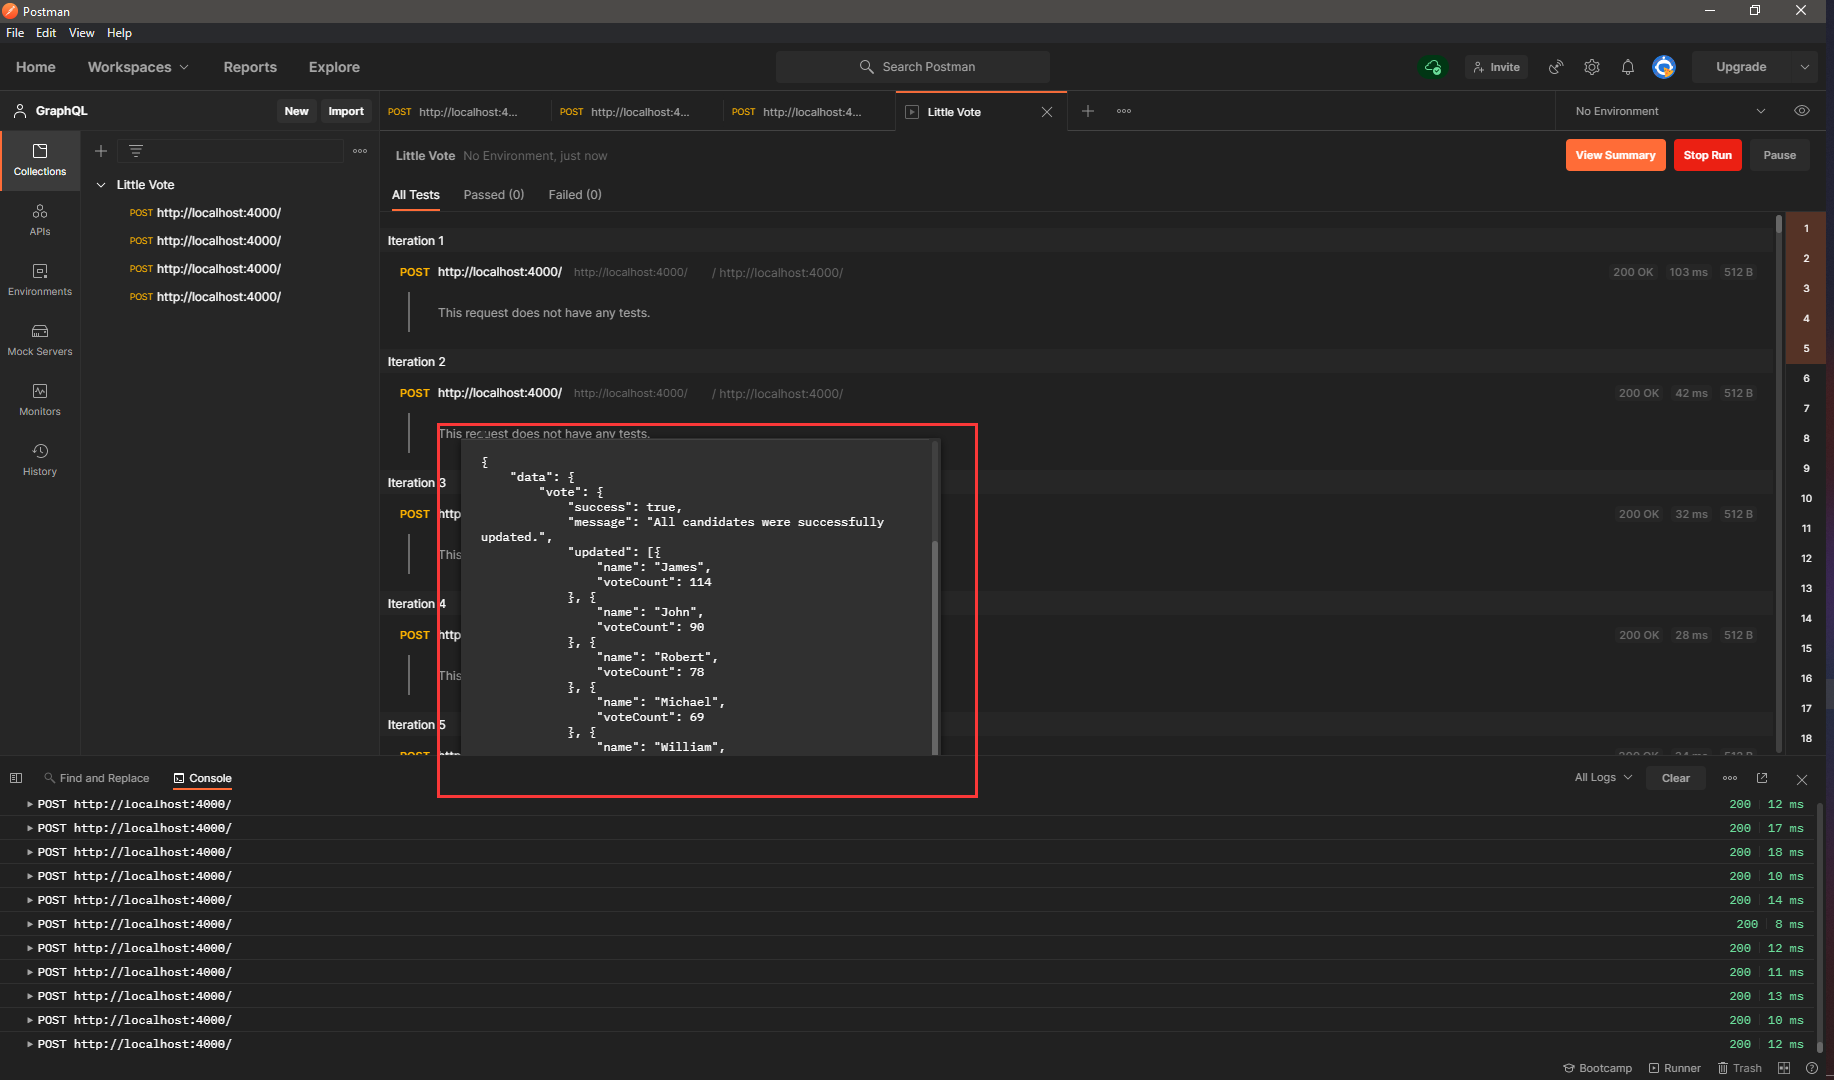 Postman
File Edit View Help
Home Workspaces Reports Explore
Search Postman
Invite
Upgrade
GraphQL
New Import
POST http://localhost:4... POST http://localhost:4... POST http://localhost:4... Little Vote
No Environment
Collections
APIs
Environments
Mock Servers
Monitors
History
Little Vote
POST http://localhost:4000/
POST http://localhost:4000/
POST http://localhost:4000/
POST http://localhost:4000/
Little Vote No Environment, just now
View Summary Stop Run Pause
All Tests Passed (0) Failed (0)
Iteration 1
POST http://localhost:4000/ http://localhost:4000/ / http://localhost:4000/ 200 OK 103 ms 512 B
This request does not have any tests.
Iteration 2
POST http://localhost:4000/ http://localhost:4000/ / http://localhost:4000/ 200 OK 42 ms 512 B
This request does not have any tests.
Iteration 3
POST http 200 OK 32 ms 512 B
This
Iteration 4
POST http 200 OK 28 ms 512 B
This
Iteration 5
POST http
{
"data": {
"vote": {
"success": true,
"message": "All candidates were successfully
updated.",
"updated": [{
"name": "James",
"voteCount": 114
}, {
"name": "John",
"voteCount": 90
}, {
"name": "Robert",
"voteCount": 78
}, {
"name": "Michael",
"voteCount": 69
}, {
"name": "William",
1
2
3
4
5
6
7
8
9
10
11
12
13
14
15
16
17
18
Find and Replace Console
All Logs Clear
POST http://localhost:4000/ 200 12 ms
POST http://localhost:4000/ 200 17 ms
POST http://localhost:4000/ 200 18 ms
POST http://localhost:4000/ 200 10 ms
POST http://localhost:4000/ 200 14 ms
POST http://localhost:4000/ 200 8 ms
POST http://localhost:4000/ 200 12 ms
POST http://localhost:4000/ 200 11 ms
POST http://localhost:4000/ 200 13 ms
POST http://localhost:4000/ 200 10 ms
POST http://localhost:4000/ 200 12 ms
Bootcamp Runner Trash